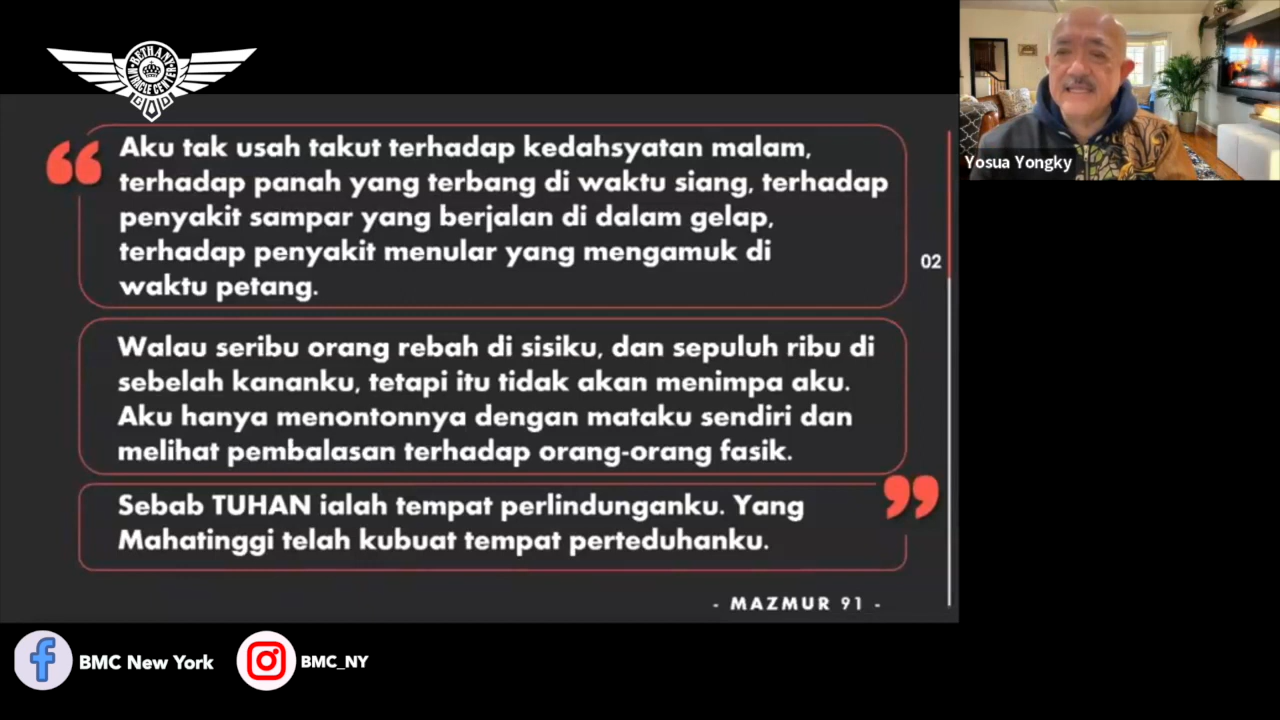 BETHANY
MIRACLE CENTER
Yosua Yongky
Aku tak usah takut terhadap kedahsyatan malam,
terhadap panah yang terbang di waktu siang, terhadap
penyakit sampar yang berjalan di dalam gelap,
terhadap penyakit menular yang mengamuk di
waktu petang.
02
Walau seribu orang rebah di sisiku, dan sepuluh ribu di
sebelah kananku, tetapi itu tidak akan menimpa aku.
Aku hanya menontonnya dengan mataku sendiri dan
melihat pembalasan terhadap orang-orang fasik.
Sebab TUHAN ialah tempat perlindunganku. Yang
Mahatinggi telah kubuat tempat perteduhanku.
- MAZMUR 91 -
BMC New York
BMC_NY